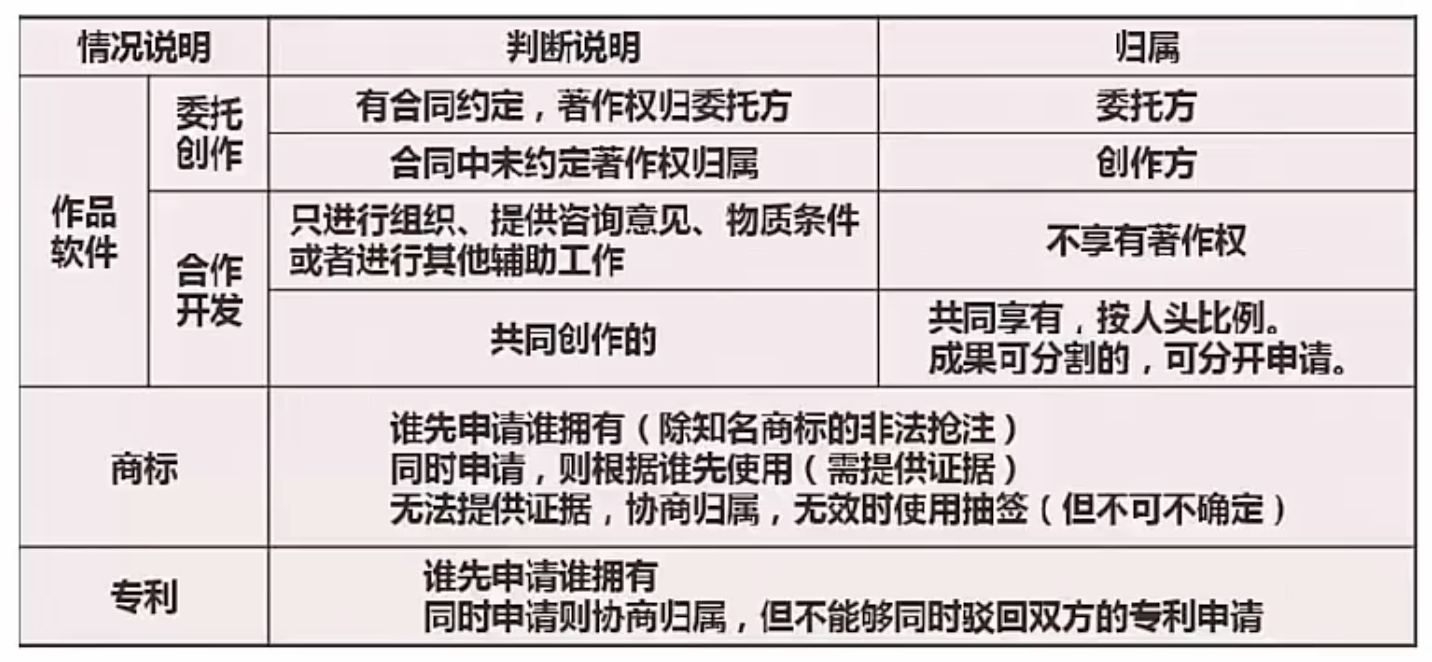 情况说明
判断说明
归属
作品
软件
委托
创作
有合同约定，著作权归委托方
委托方
合同中未约定著作权归属
创作方
合作
开发
只进行组织、提供咨询意见、物质条件
或者进行其他辅助工作
不享有著作权
共同创作的
共同享有，按人头比例。
成果可分割的，可分开申请。
商标
谁先申请谁拥有（除知名商标的非法抢注）
同时申请，则根据谁先使用（需提供证据）
无法提供证据，协商归属，无效时使用抽签（但不可不确定）
专利
谁先申请谁拥有
同时申请则协商归属，但不能够同时驳回双方的专利申请